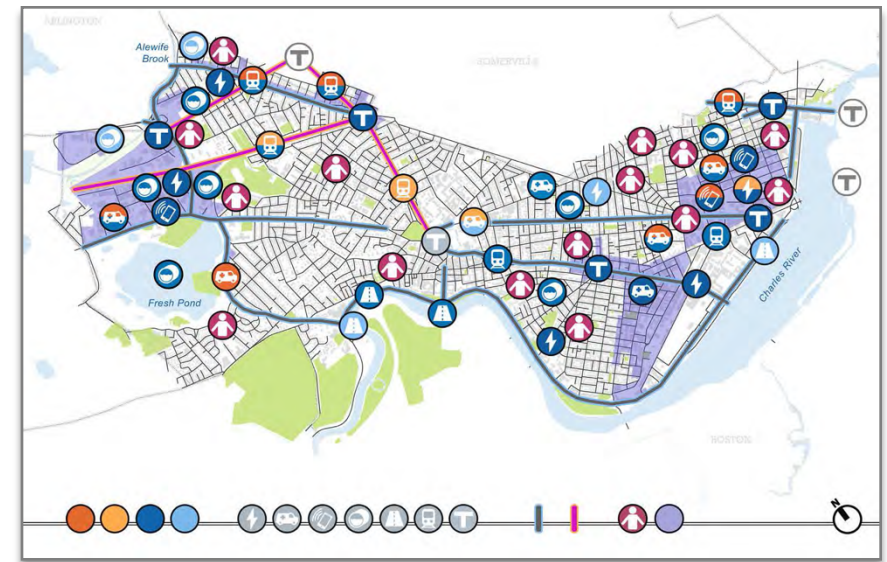 ARLINGTON
Alewife
Brook
SOMERVILLE
T
T
T
T
T
T
T
T
T
Fresh Pond
Charles River
BOSTON
T
N